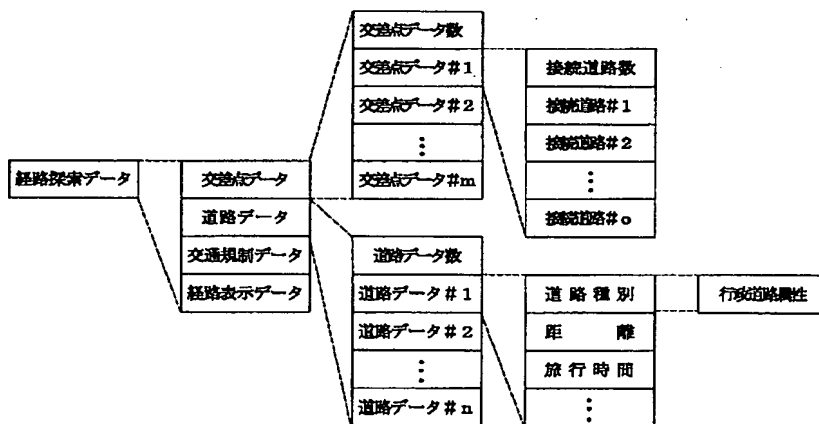 経路探索データ
交差点データ
道路データ
交通規制データ
経路表示データ
交差点データ数
交差点データ＃1
交差点データ＃2
⋮
交差点データ＃m
接続道路数
接続道路＃1
接続道路＃2
⋮
接続道路＃o
道路データ数
道路データ＃1
道路データ＃2
⋮
道路データ＃n
道路種別
距離
旅行時間
⋮
行政道路属性